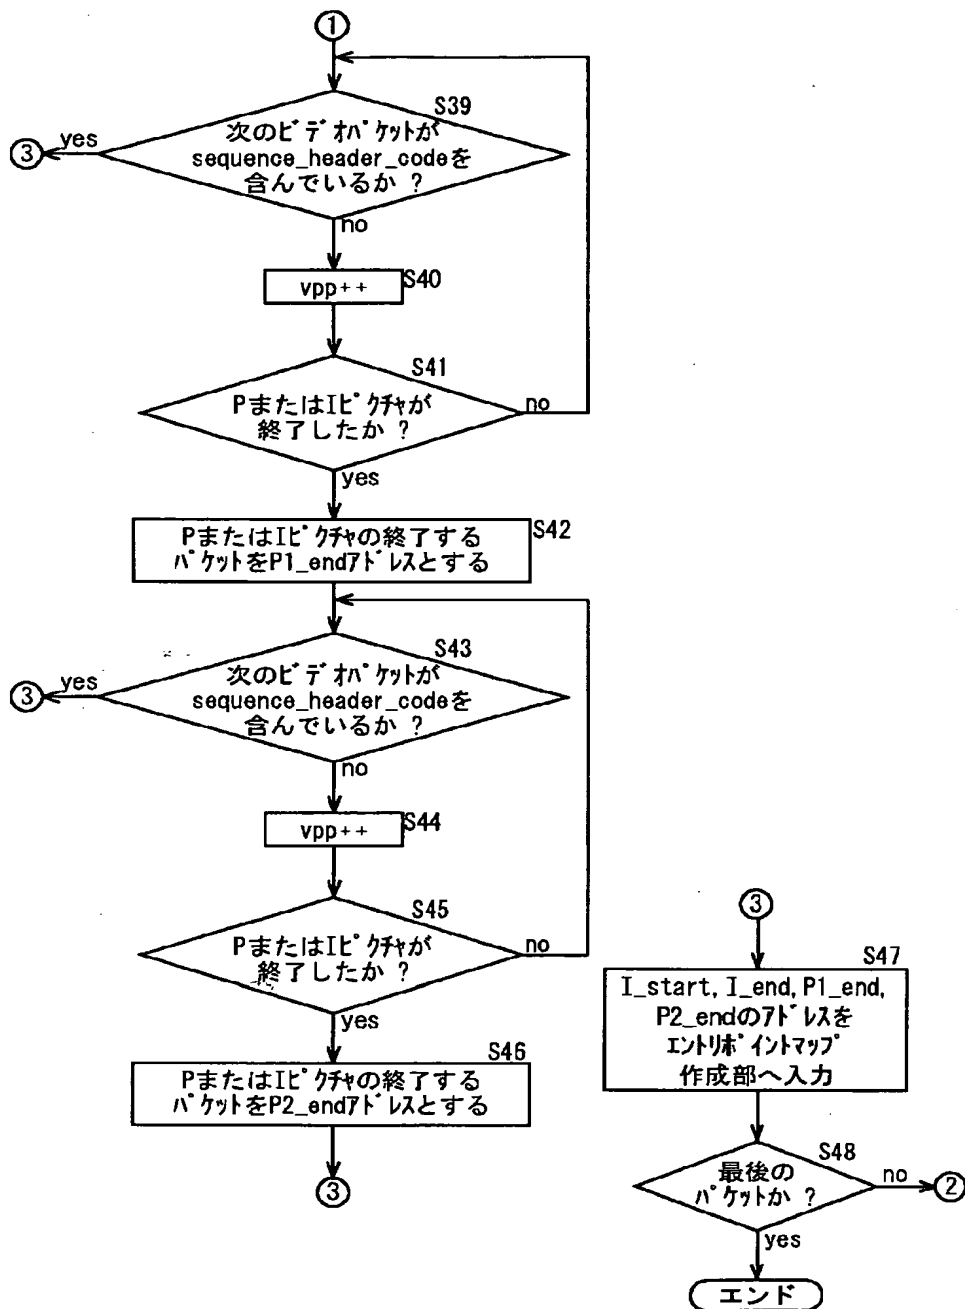 ①
S39
次のビデオパケットが
sequence_header_codeを
含んでいるか ?
yes
③
no
S40
vpp++
S41
PまたはIピクチャが
終了したか ?
no
yes
S42
PまたはIピクチャの終了する
パケットをP1_endアドレスとする
S43
次のビデオパケットが
sequence_header_codeを
含んでいるか ?
yes
③
no
S44
vpp++
S45
PまたはIピクチャが
終了したか ?
no
yes
S46
PまたはIピクチャの終了する
パケットをP2_endアドレスとする
③
③
S47
I_start, I_end, P1_end,
P2_endのアドレスを
エントリポイントマップ
作成部へ入力
S48
最後の
パケットか ?
no
②
yes
エンド